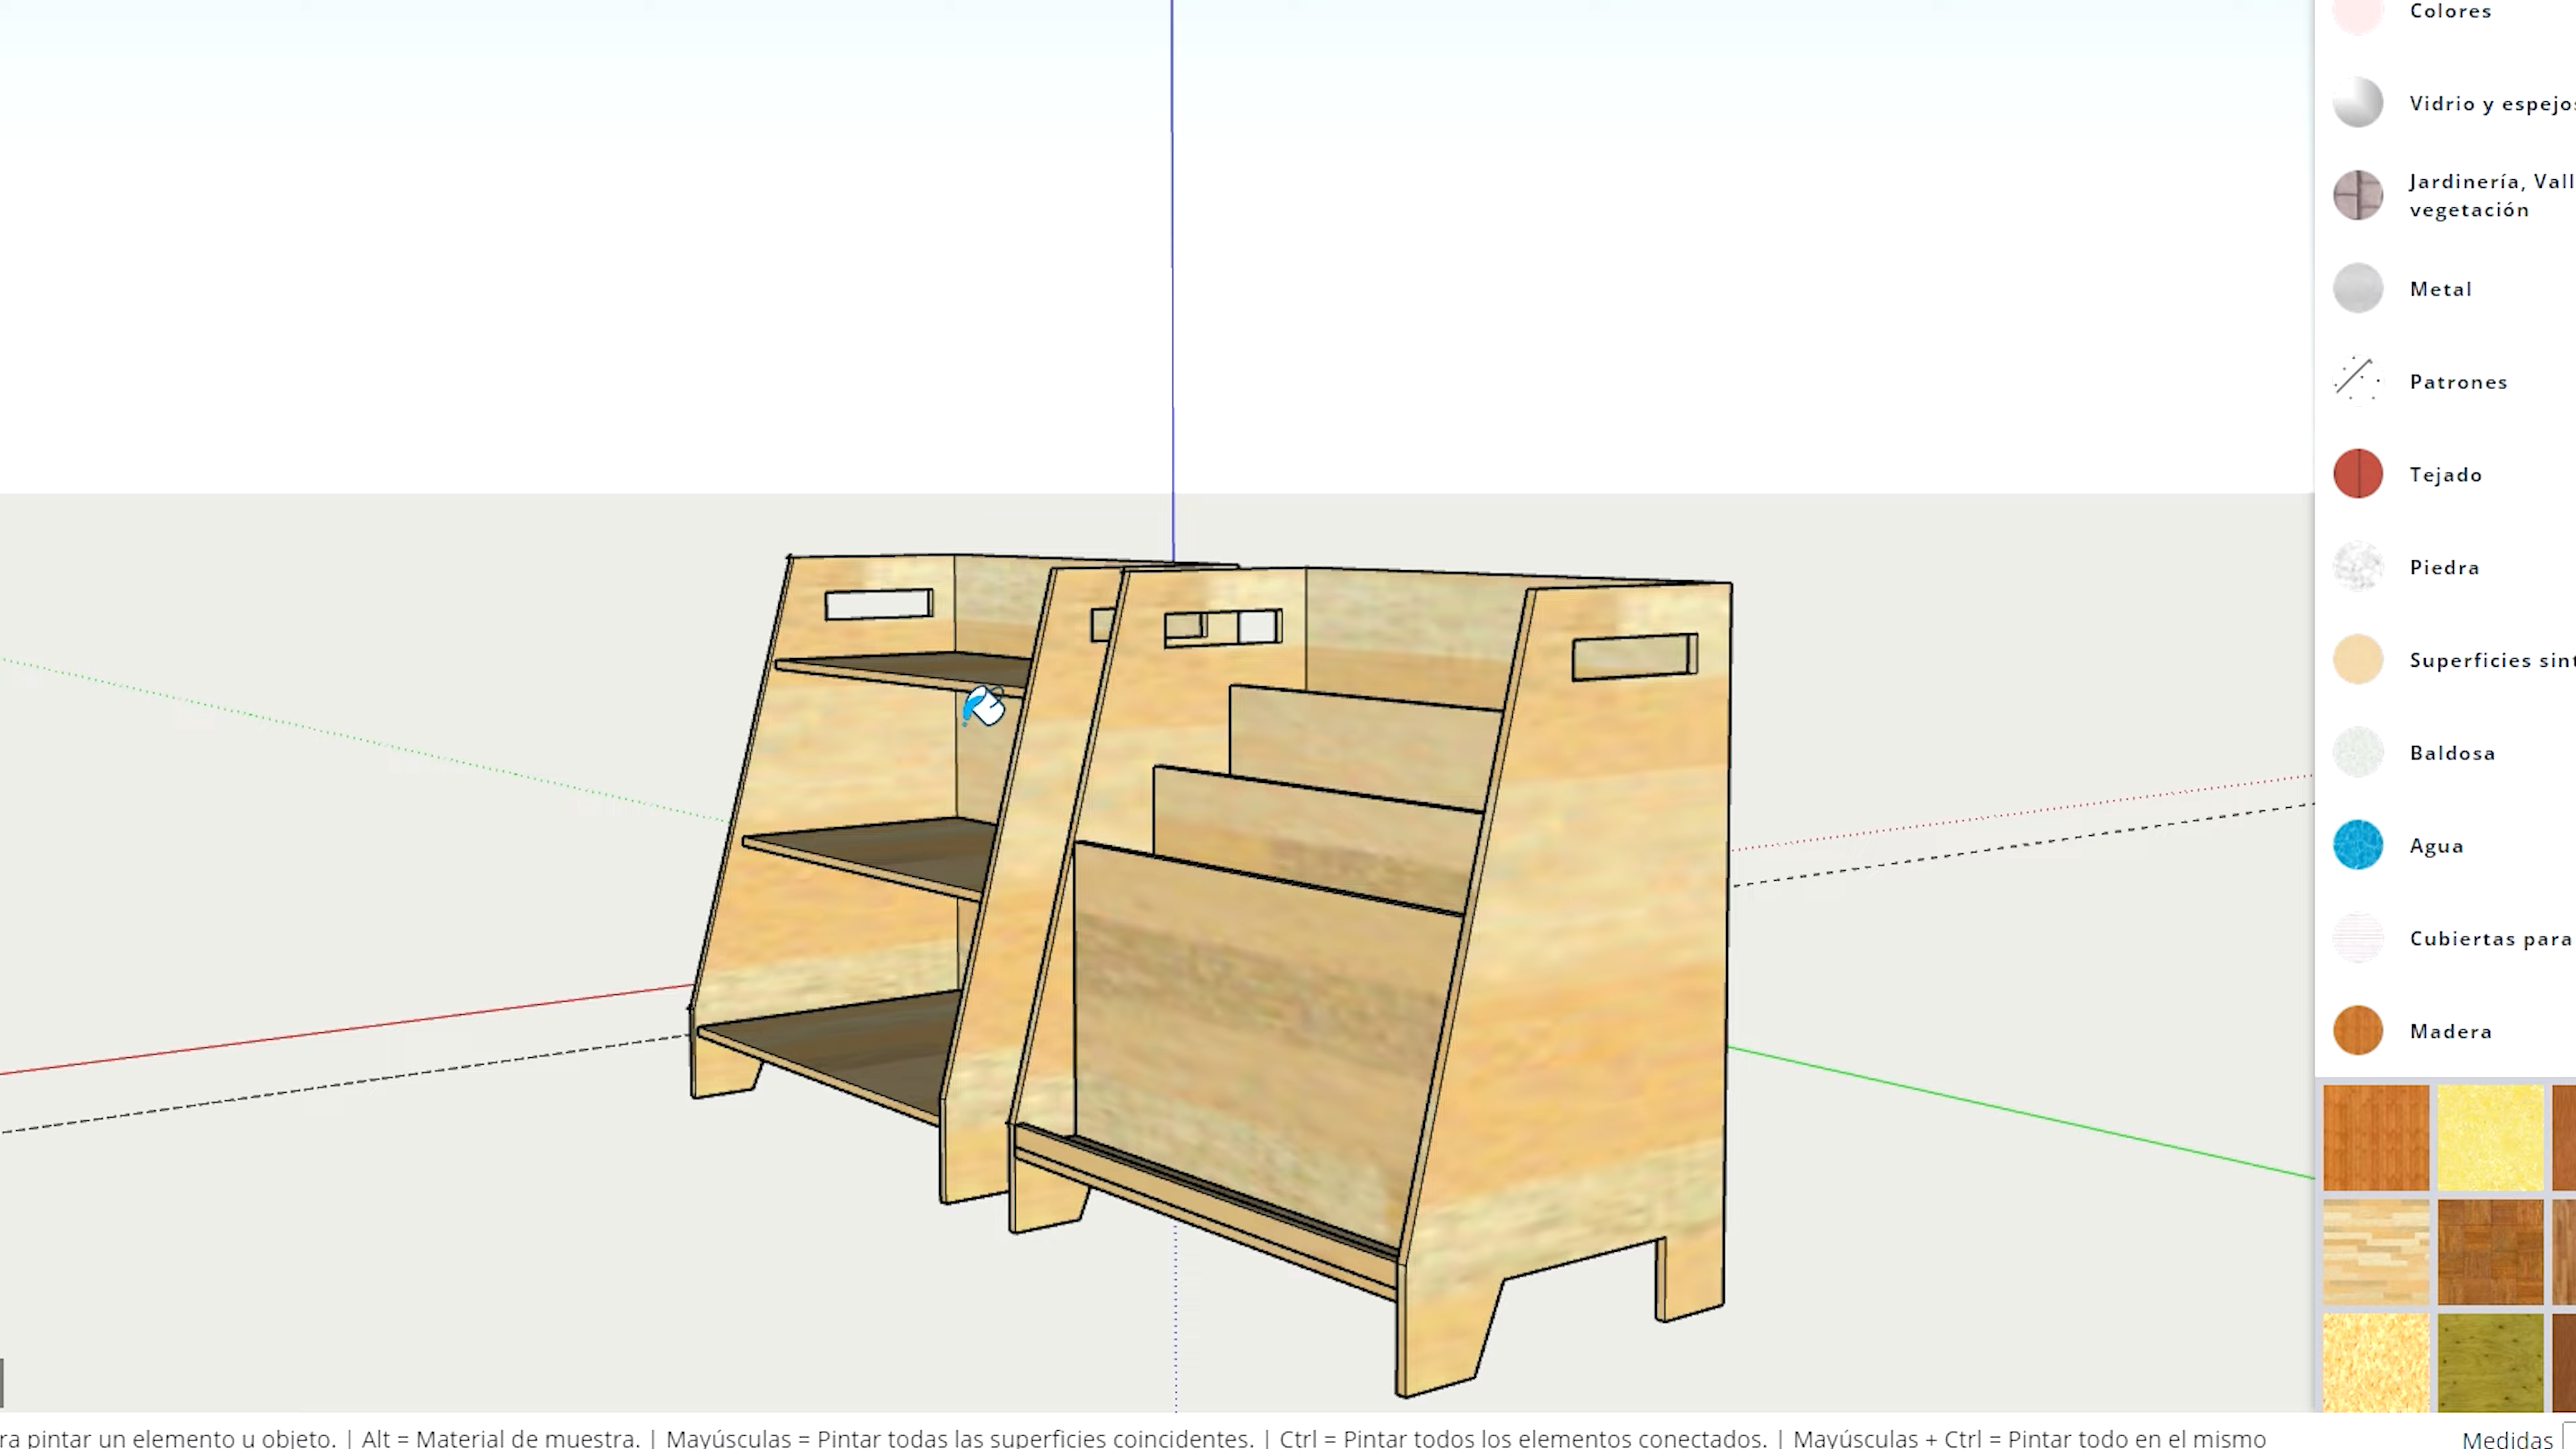 Colores
Vidrio y espejos
Jardinería, Vall
vegetación
Metal
Patrones
Tejado
Piedra
Superficies sint
Baldosa
Agua
Cubiertas para
Madera
ra pintar un elemento u objeto. | Alt = Material de muestra. | Mayúsculas = Pintar todas las superficies coincidentes. | Ctrl = Pintar todos los elementos conectados. | Mayúsculas + Ctrl = Pintar todo en el mismo
Medidas